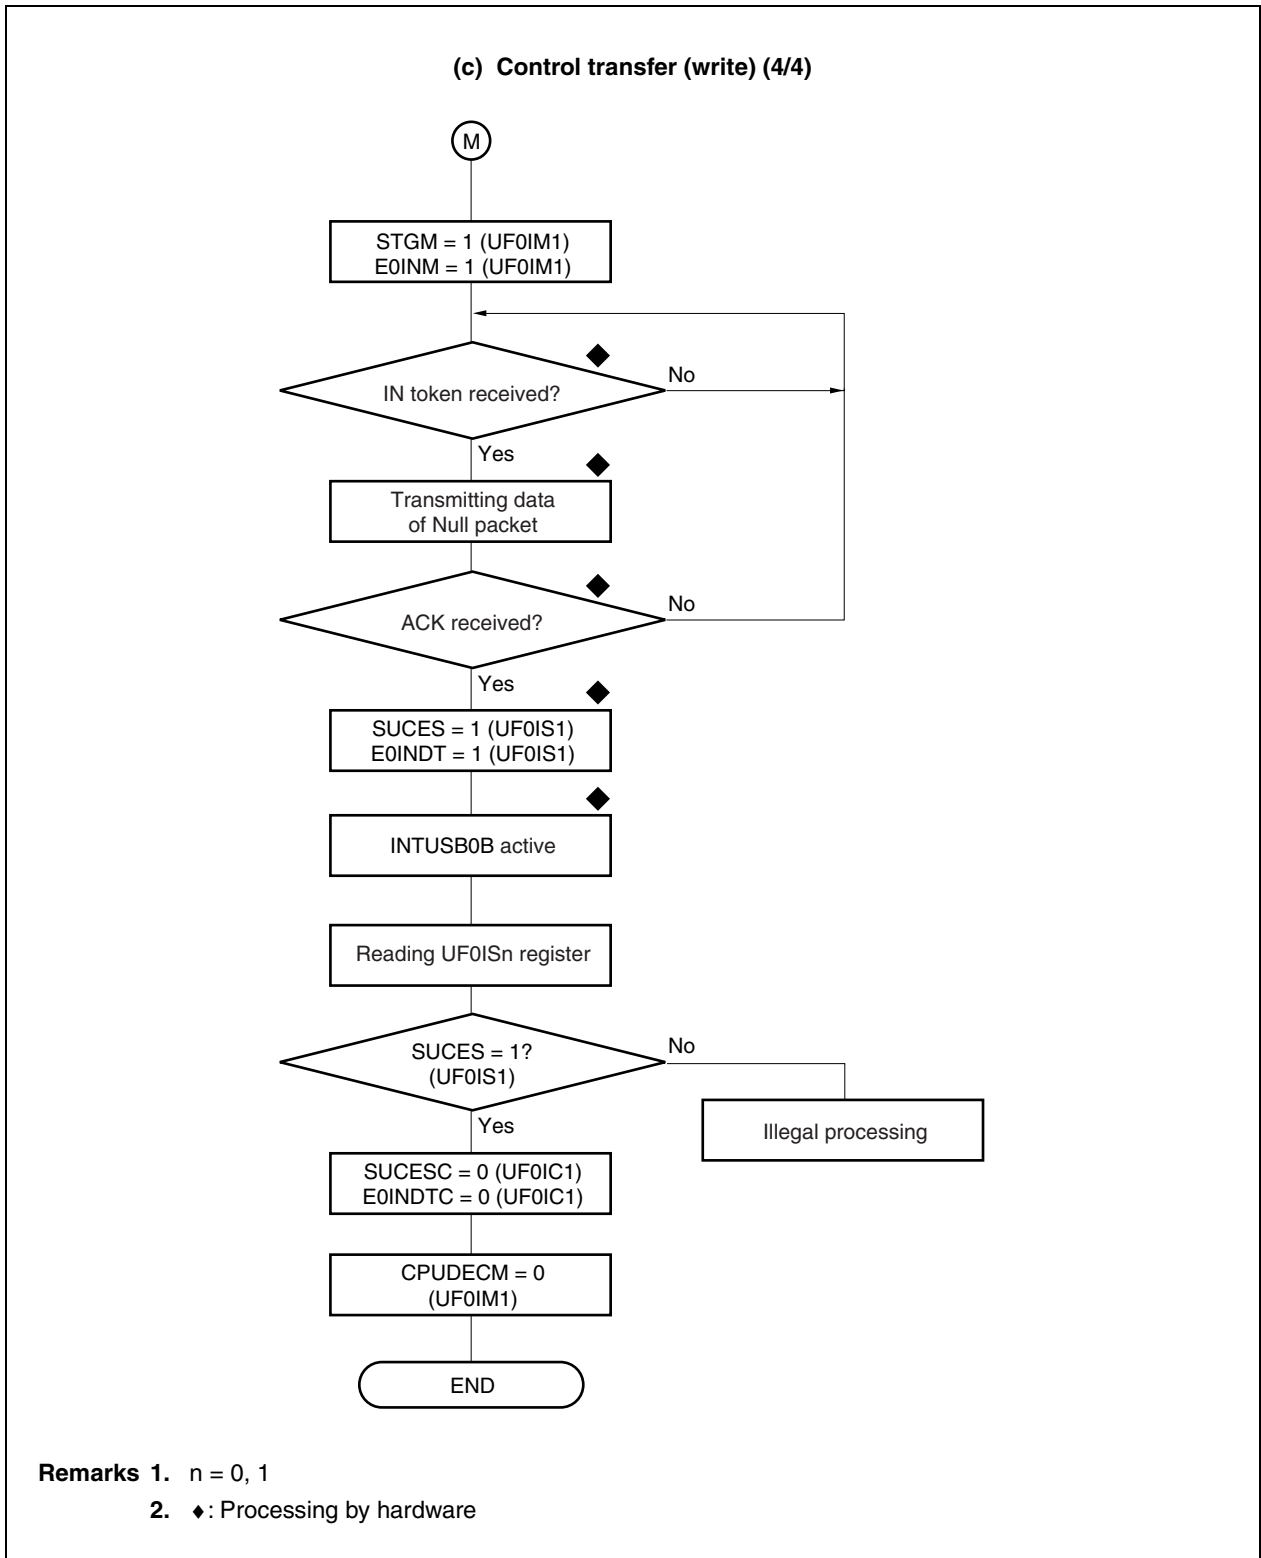 (c) Control transfer (write) (4/4)
M
STGM = 1 (UF0IM1)
E0INM = 1 (UF0IM1)
IN token received?
No
Yes
Transmitting data
of Null packet
ACK received?
No
Yes
SUCES = 1 (UF0IS1)
E0INDT = 1 (UF0IS1)
INTUSB0B active
Reading UF0ISn register
SUCES = 1?
(UF0IS1)
No
Yes
Illegal processing
SUCESC = 0 (UF0IC1)
E0INDTC = 0 (UF0IC1)
CPUDECM = 0
(UF0IM1)
END
Remarks 1. n = 0, 1
2. ♦: Processing by hardware